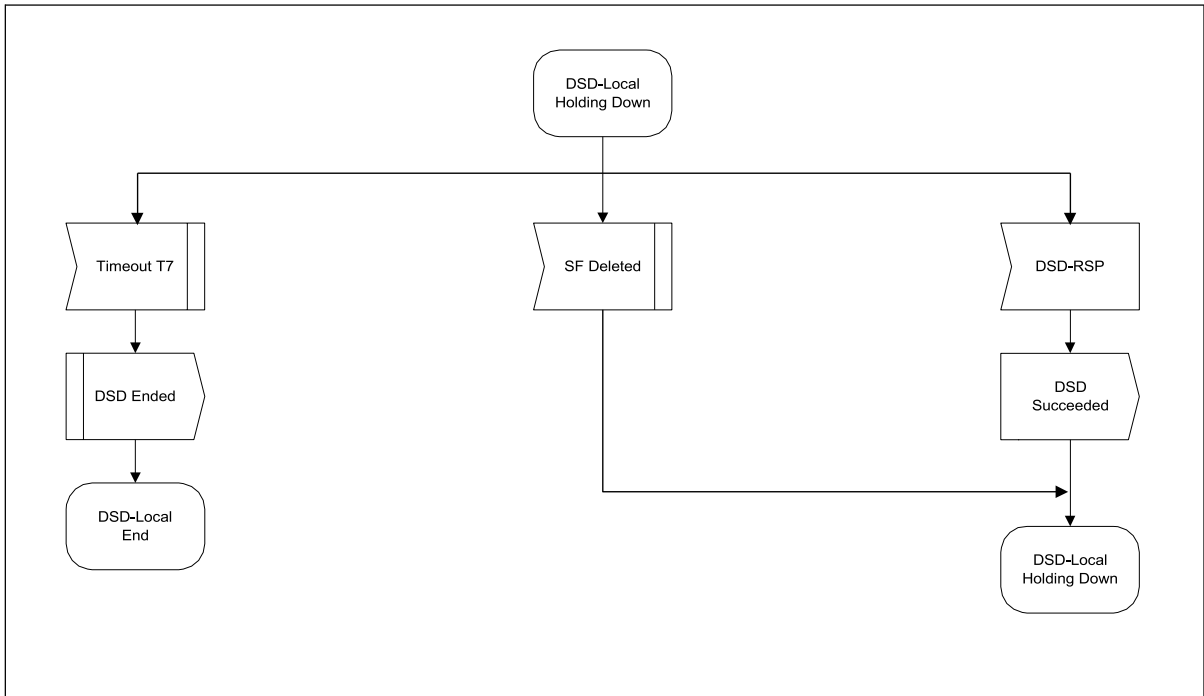 DSD-Local
Holding Down
Timeout T7
SF Deleted
DSD-RSP
DSD Ended
DSD
Succeeded
DSD-Local
End
DSD-Local
Holding Down